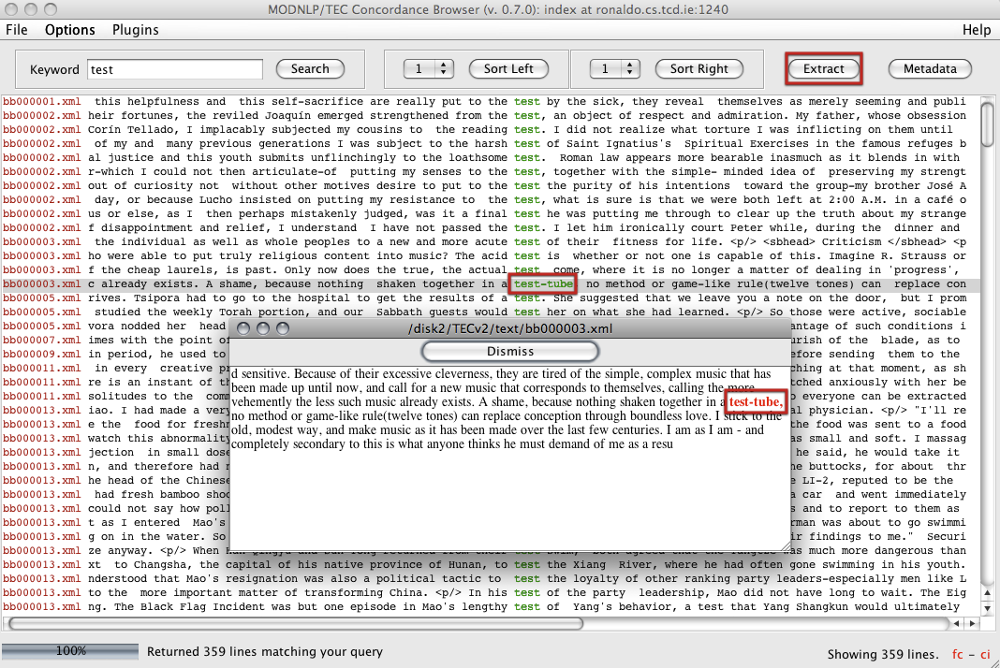 MODNLP/TEC Concordance Browser (v. 0.7.0): index at ronaldo.cs.tcd.ie:1240
File Options Plugins Help
Keyword test Search 1 Sort Left 1 Sort Right Extract Metadata
bb000001.xml this helpfulness and this self-sacrifice are really put to the test by the sick, they reveal themselves as merely seeming and publi
bb000002.xml heir fortunes, the reviled Joaquín emerged strengthened from the test, an object of respect and admiration. My father, whose obsession
bb000002.xml Corín Tellado, I implacably subjected my cousins to the reading test. I did not realize what torture I was inflicting on them until
bb000002.xml of my and many previous generations I was subject to the harsh test of Saint Ignatius's Spiritual Exercises in the famous refuges b
bb000002.xml al justice and this youth submits unflinchingly to the loathsome test. Roman law appears more bearable inasmuch as it blends in with
bb000002.xml r-which I could not then articulate-of putting my senses to the test, together with the simple- minded idea of preserving my strengt
bb000002.xml out of curiosity not without other motives desire to put to the test the purity of his intentions toward the group-my brother José A
bb000002.xml day, or because Lucho insisted on putting my resistance to the test, what is sure is that we were both left at 2:00 A.M. in a café o
bb000002.xml us or else, as I then perhaps mistakenly judged, was it a final test he was putting me through to clear up the truth about my strange
bb000002.xml f disappointment and relief, I understand I have not passed the test. I let him ironically court Peter while, during the dinner and
bb000003.xml the individual as well as whole peoples to a new and more acute test of their fitness for life. <p/> <sbhead> Criticism </sbhead> <p
bb000003.xml ho were able to put truly religious content into music? The acid test is whether or not one is capable of this. Imagine R. Strauss or
bb000003.xml f the cheap laurels, is past. Only now does the true, the actual test come, where it is no longer a matter of dealing in 'progress',
bb000003.xml c already exists. A shame, because nothing shaken together in a test-tube no method or game-like rule(twelve tones) can replace con
bb000005.xml rives. Tsipora had to go to the hospital to get the results of a test. She suggested that we leave you a note on the door, but I prom
bb000005.xml studied the weekly Torah portion, and our Sabbath guests would test her on what she had learned. <p/> So those were active, sociable
bb000005.xml vora nodded her head antage of such conditions i
bb000007.xml imes with the point of urish of the blade, as to
bb000009.xml in period, he used to efore sending them to the
bb000011.xml in every creative pr ching at that moment, as sh
bb000011.xml re is an instant of th tched anxiously with her be
bb000011.xml solitudes to the comm to everyone can be extracted
bb000013.xml iao. I had made a very al physician. <p/> "I'll re
bb000013.xml e the food for fresh the food was sent to a food
bb000013.xml watch this abnormality as small and soft. I massag
bb000013.xml jection in small dose he said, he would take it
bb000013.xml n, and therefore had n he buttocks, for about thr
bb000013.xml he head of the Chinese LI-2, reputed to be the
bb000013.xml had fresh bamboo shoo a car and went immediately
bb000013.xml could not say how poll s and to report to them as
bb000013.xml t as I entered Mao's rman was about to go swimmi
bb000013.xml g on in the water. So ir findings to me." Securi
bb000013.xml ze anyway. <p/> When was much more dangerous than
bb000013.xml xt to Changsha, the capital of his native province of Hunan, to test the Xiang River, where he had often gone swimming in his youth.
bb000013.xml nderstood that Mao's resignation was also a political tactic to test the loyalty of other ranking party leaders-especially men like L
bb000013.xml to the more important matter of transforming China. <p/> In his test of the party leadership, Mao did not have long to wait. The Eig
bb000013.xml ng. The Black Flag Incident was but one episode in Mao's lengthy test of Yang's behavior, a test that Yang Shangkun would ultimately
/disk2/TECv2/text/bb000003.xml
Dismiss
d sensitive. Because of their excessive cleverness, they are tired of the simple, complex music that has
been made up until now, and call for a new music that corresponds to themselves, calling the more
vehemently the less such music already exists. A shame, because nothing shaken together in a test-tube,
no method or game-like rule(twelve tones) can replace conception through boundless love. I stick to the
old, modest way, and make music as it has been made over the last few centuries. I am as I am - and
completely secondary to this is what anyone thinks he must demand of me as a resu
100% Returned 359 lines matching your query Showing 359 lines. fc - ci